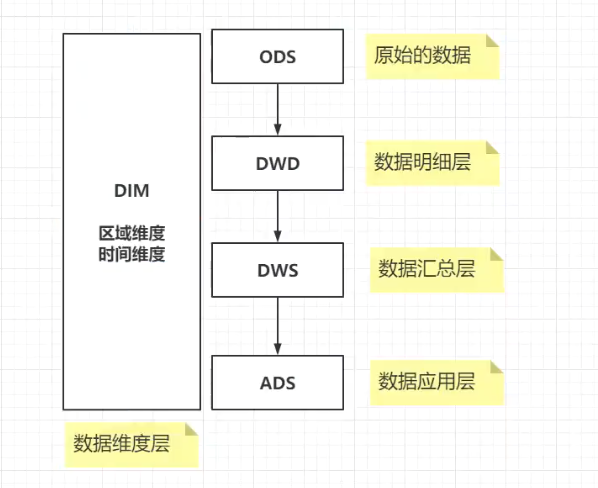 ODS
原始的数据
DWD
数据明细层
DIM
区域维度
时间维度
DWS
数据汇总层
ADS
数据应用层
数据维度层